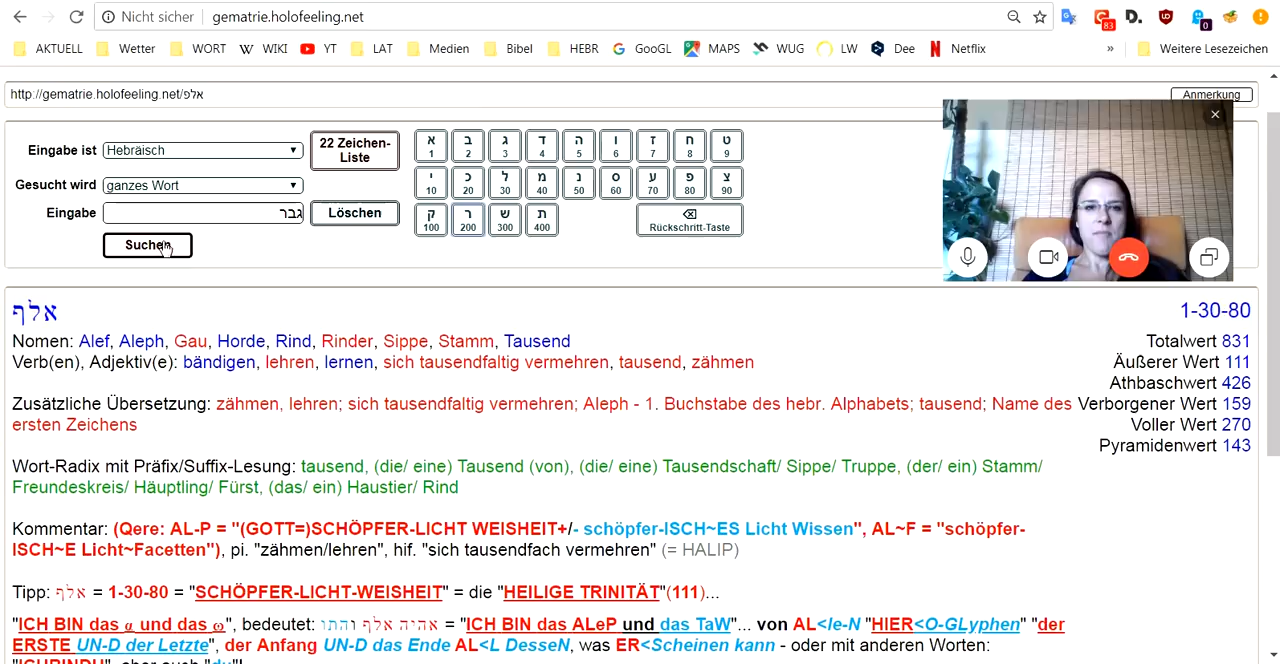 Nicht sicher gematrie.holofeeling.net
83 D. 0
AKTUELL Wetter WORT W WIKI YT LAT Medien Bibel HEBR G GooGL MAPS WUG LW Dee N Netflix » Weitere Lesezeichen
http://gematrie.holofeeling.net/אלפ Anmerkung
Eingabe ist Hebräisch 22 Zeichen-Liste
Gesucht wird ganzes Wort
Eingabe גבר Löschen
Suchen
א 1 ב 2 ג 3 ד 4 ה 5 ו 6 ז 7 ח 8 ט 9
י 10 כ 20 ל 30 מ 40 נ 50 ס 60 ע 70 פ 80 צ 90
ק 100 ר 200 ש 300 ת 400 Rückschritt-Taste
אלף 1-30-80
Nomen: Alef, Aleph, Gau, Horde, Rind, Rinder, Sippe, Stamm, Tausend Totalwert 831
Verb(en), Adjektiv(e): bändigen, lehren, lernen, sich tausendfaltig vermehren, tausend, zähmen Äußerer Wert 111
Athbaschwert 426
Zusätzliche Übersetzung: zähmen, lehren; sich tausendfaltig vermehren; Aleph - 1. Buchstabe des hebr. Alphabets; tausend; Name des Verborgener Wert 159
ersten Zeichens Voller Wert 270
Pyramidenwert 143
Wort-Radix mit Präfix/Suffix-Lesung: tausend, (die/ eine) Tausend (von), (die/ eine) Tausendschaft/ Sippe/ Truppe, (der/ ein) Stamm/
Freundeskreis/ Häuptling/ Fürst, (das/ ein) Haustier/ Rind
Kommentar: (Qere: AL-P = "(GOTT=)SCHÖPFER-LICHT WEISHEIT+/- schöpfer-ISCH~ES Licht Wissen", AL~F = "schöpfer-
ISCH~E Licht~Facetten"), pi. "zähmen/lehren", hif. "sich tausendfach vermehren" (= HALIP)
Tipp: אלף = 1-30-80 = "SCHÖPFER-LICHT-WEISHEIT" = die "HEILIGE TRINITÄT"(111)...
"ICH BIN das α und das ω", bedeutet: אהיה אלף והתו = "ICH BIN das ALeP und das TaW"... von AL<Ie-N "HIER<O-GLyphen" "der
ERSTE UN-D der Letzte", der Anfang UN-D das Ende AL<L DesseN, was ER<Scheinen kann - oder mit anderen Worten: